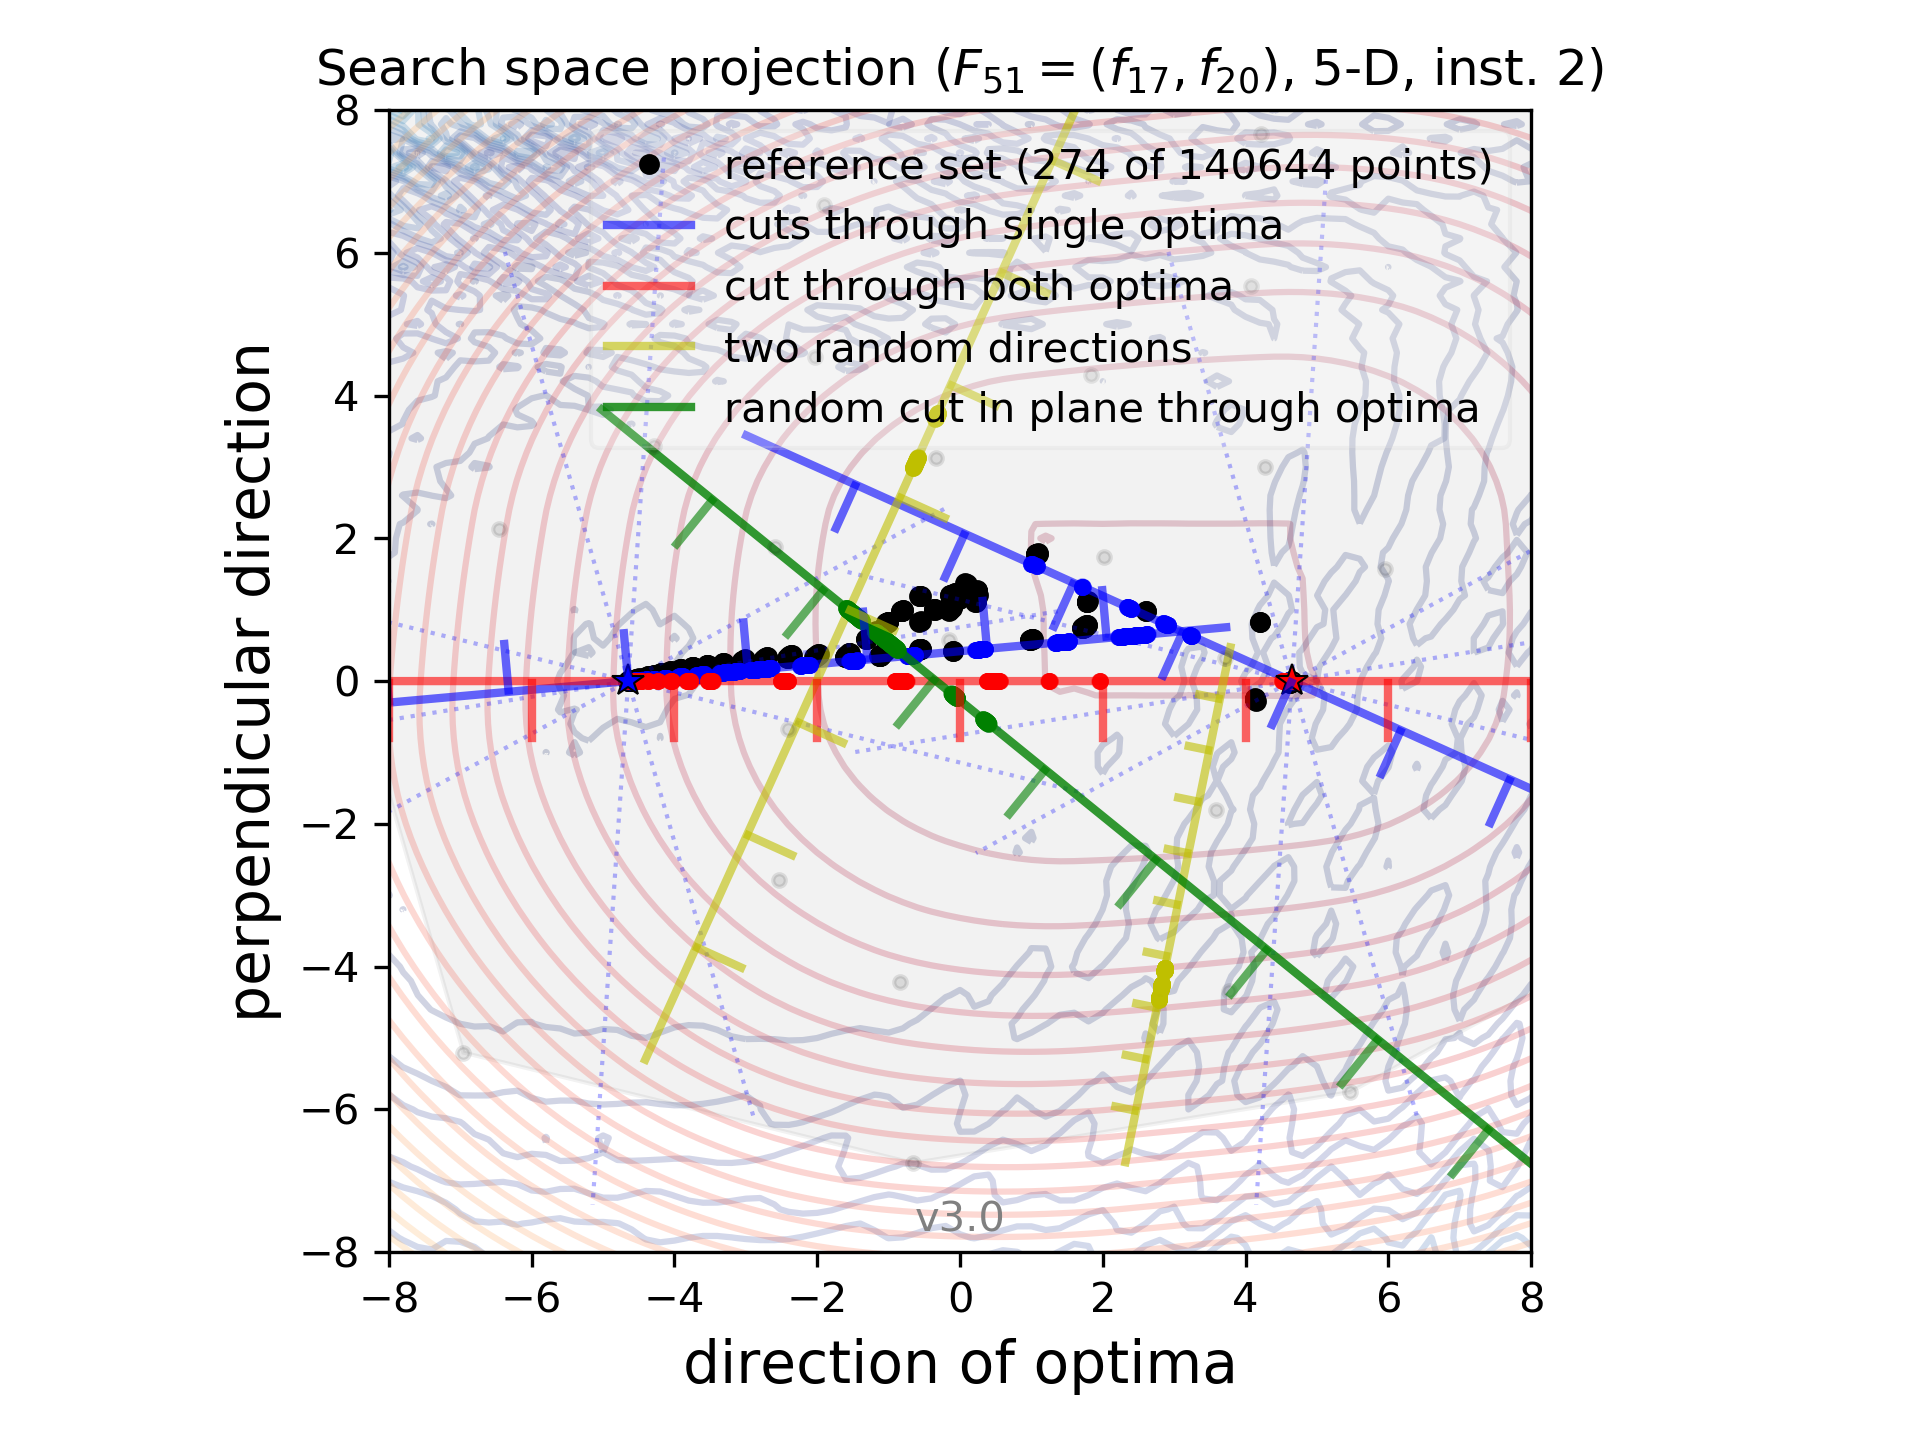 Search space projection (F51 = (f17, f20), 5-D, inst. 2)
8
6
4
2
0
−2
−4
−6
−8
perpendicular direction
reference set (274 of 140644 points)
cuts through single optima
cut through both optima
two random directions
random cut in plane through optima
v3.0
−8 −6 −4 −2 0 2 4 6 8
direction of optima